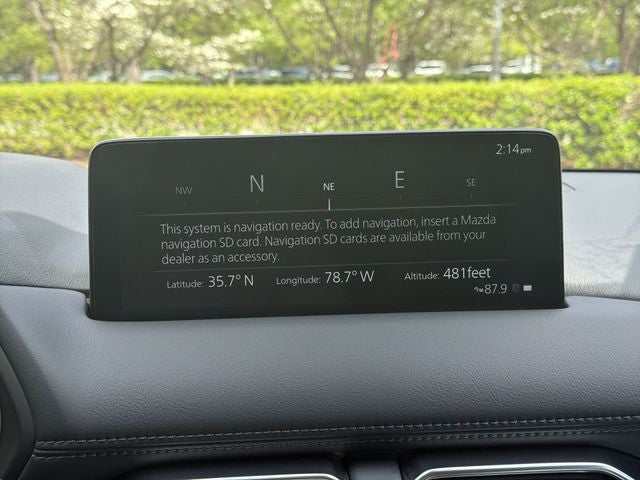 2:14pm
NW N NE E SE
This system is navigation ready. To add navigation, insert a Mazda
navigation SD card. Navigation SD cards are available from your
dealer as an accessory.
Latitude: 35.7° N Longitude: 78.7° W Altitude: 481feet
FM 87.9